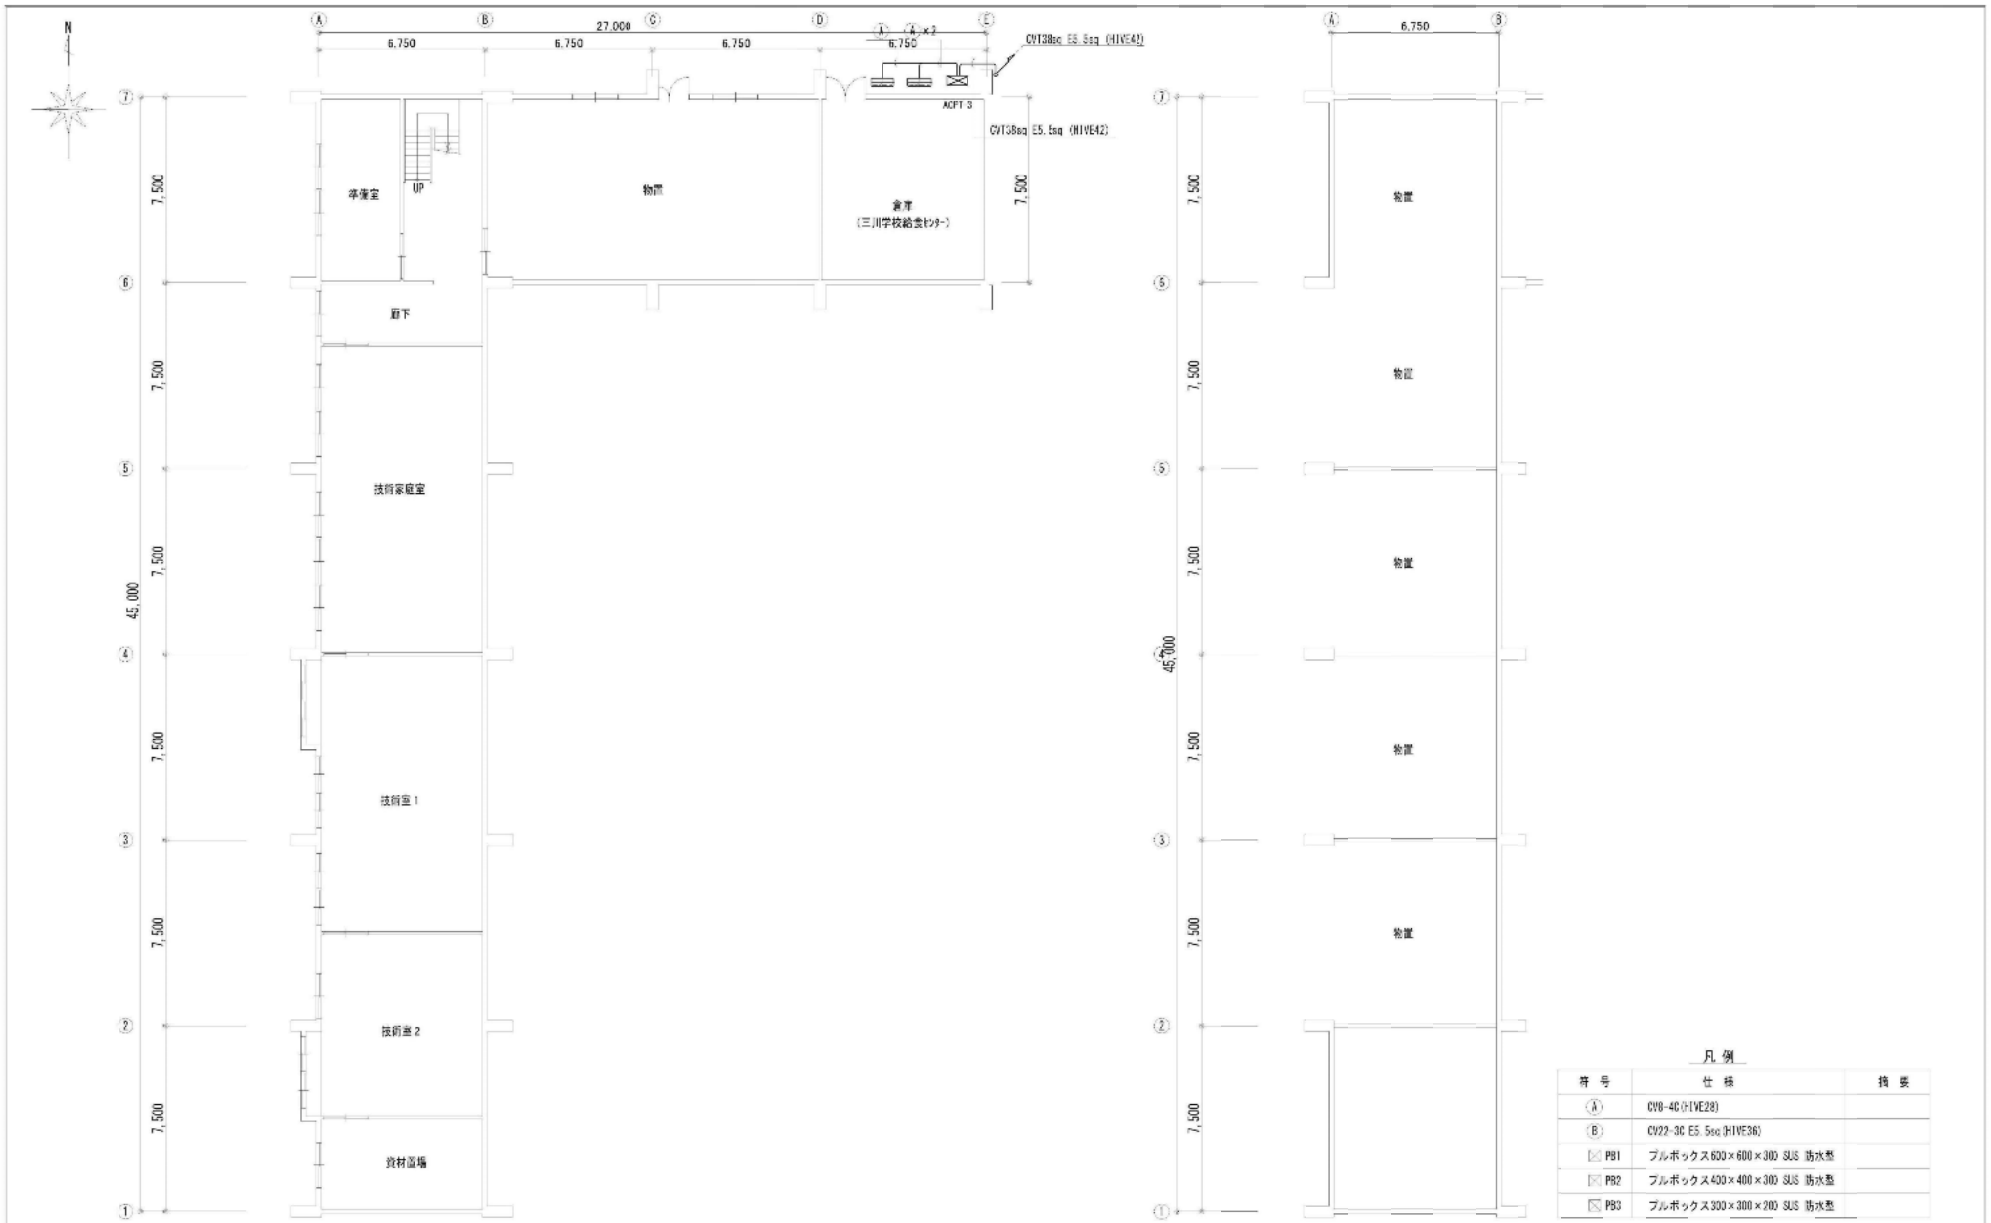 N
A B C D E
27,000
6,750 6,750 6,750 6,750
A A ×2
CVT38sq E5.5sq (HIVE42)
ACPT 3
CVT38sq E5.5sq (HIVE42)
7
6
5
4
3
2
1
7,500
7,500
7,500
7,500
7,500
7,500
45,000
7,500
準備室
UP
物置
倉庫
(三川学校給食ｾﾝﾀｰ)
廊下
技術家庭室
技術室1
技術室2
資材置場
A B
6,750
7
6
5
4
3
2
1
7,500
7,500
7,500
7,500
7,500
7,500
45,000
物置
物置
物置
物置
物置
凡 例
符 号 仕 様 摘 要
A CV8-4C(HIVE28)
B CV22-3C E5.5sq(HIVE36)
PB1 プルボックス600×600×300 SUS 防水型
PB2 プルボックス400×400×300 SUS 防水型
PB3 プルボックス300×300×200 SUS 防水型